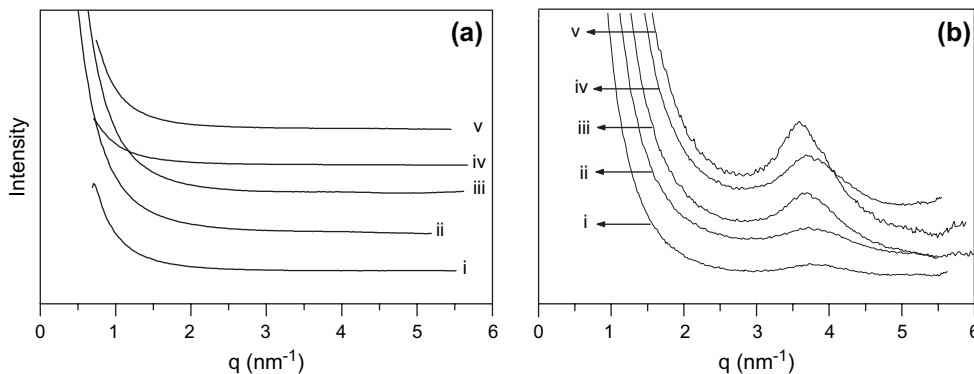 (a)
v
iv
iii
ii
i
Intensity
0 1 2 3 4 5 6
q (nm⁻¹)
(b)
v
iv
iii
ii
i
0 1 2 3 4 5 6
q (nm⁻¹)